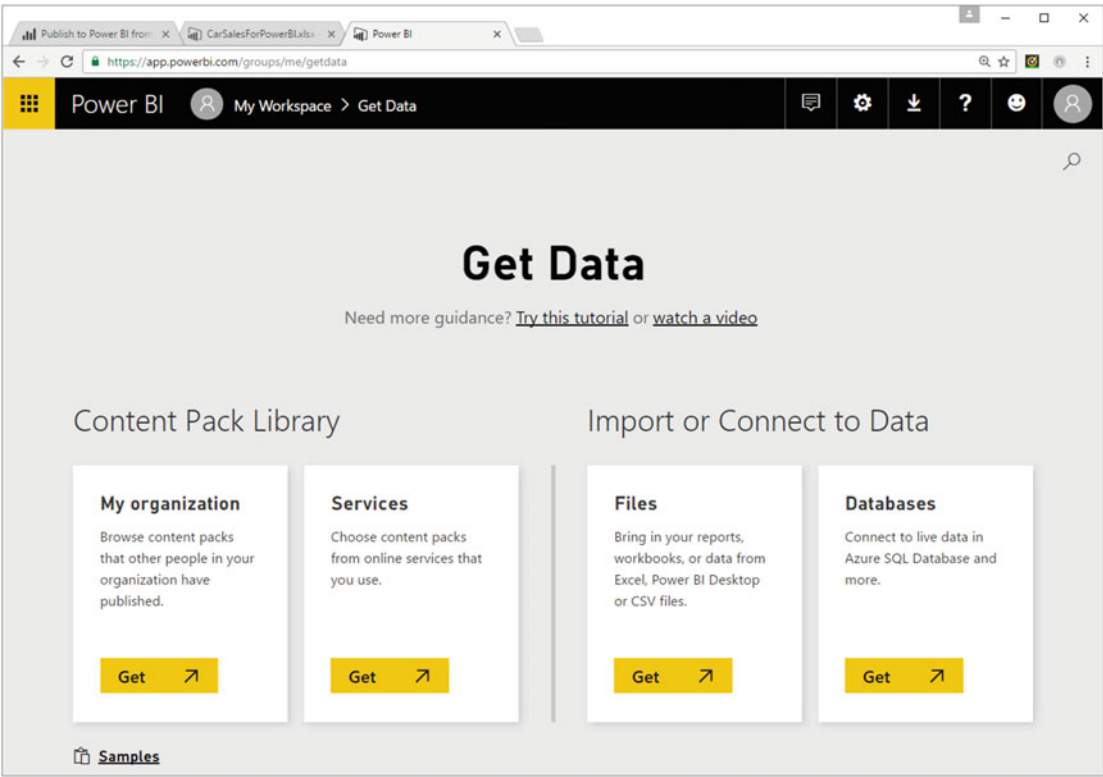 Publish to Power BI from
CarSalesForPowerBI.xlsx
Power BI
https://app.powerbi.com/groups/me/getdata
Power BI
My Workspace > Get Data
?
Get Data
Need more guidance? Try this tutorial or watch a video
Content Pack Library
Import or Connect to Data
My organization
Browse content packs
that other people in your
organization have
published.
Get
Services
Choose content packs
from online services that
you use.
Get
Files
Bring in your reports,
workbooks, or data from
Excel, Power BI Desktop
or CSV files.
Get
Databases
Connect to live data in
Azure SQL Database and
more.
Get
Samples